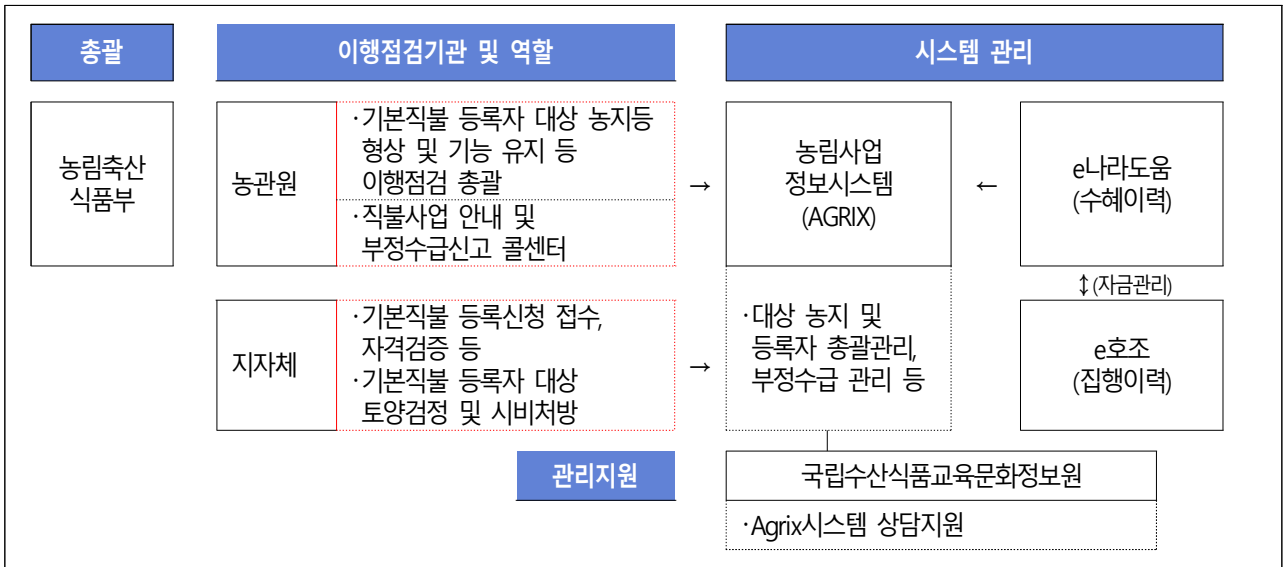 총괄
이행점검기관 및 역할
시스템 관리
농림축산
식품부
농관원
·기본직불 등록자 대상 농지등
형상 및 기능 유지 등
이행점검 총괄
·직불사업 안내 및
부정수급신고 콜센터
→
농림사업
정보시스템
(AGRIX)
←
e나라도움
(수혜이력)
↕(자금관리)
지자체
·기본직불 등록신청 접수,
자격검증 등
·기본직불 등록자 대상
토양검정 및 시비처방
→
·대상 농지 및
등록자 총괄관리,
부정수급 관리 등
e호조
(집행이력)
관리지원
국립수산식품교육문화정보원
·Agrix시스템 상담지원